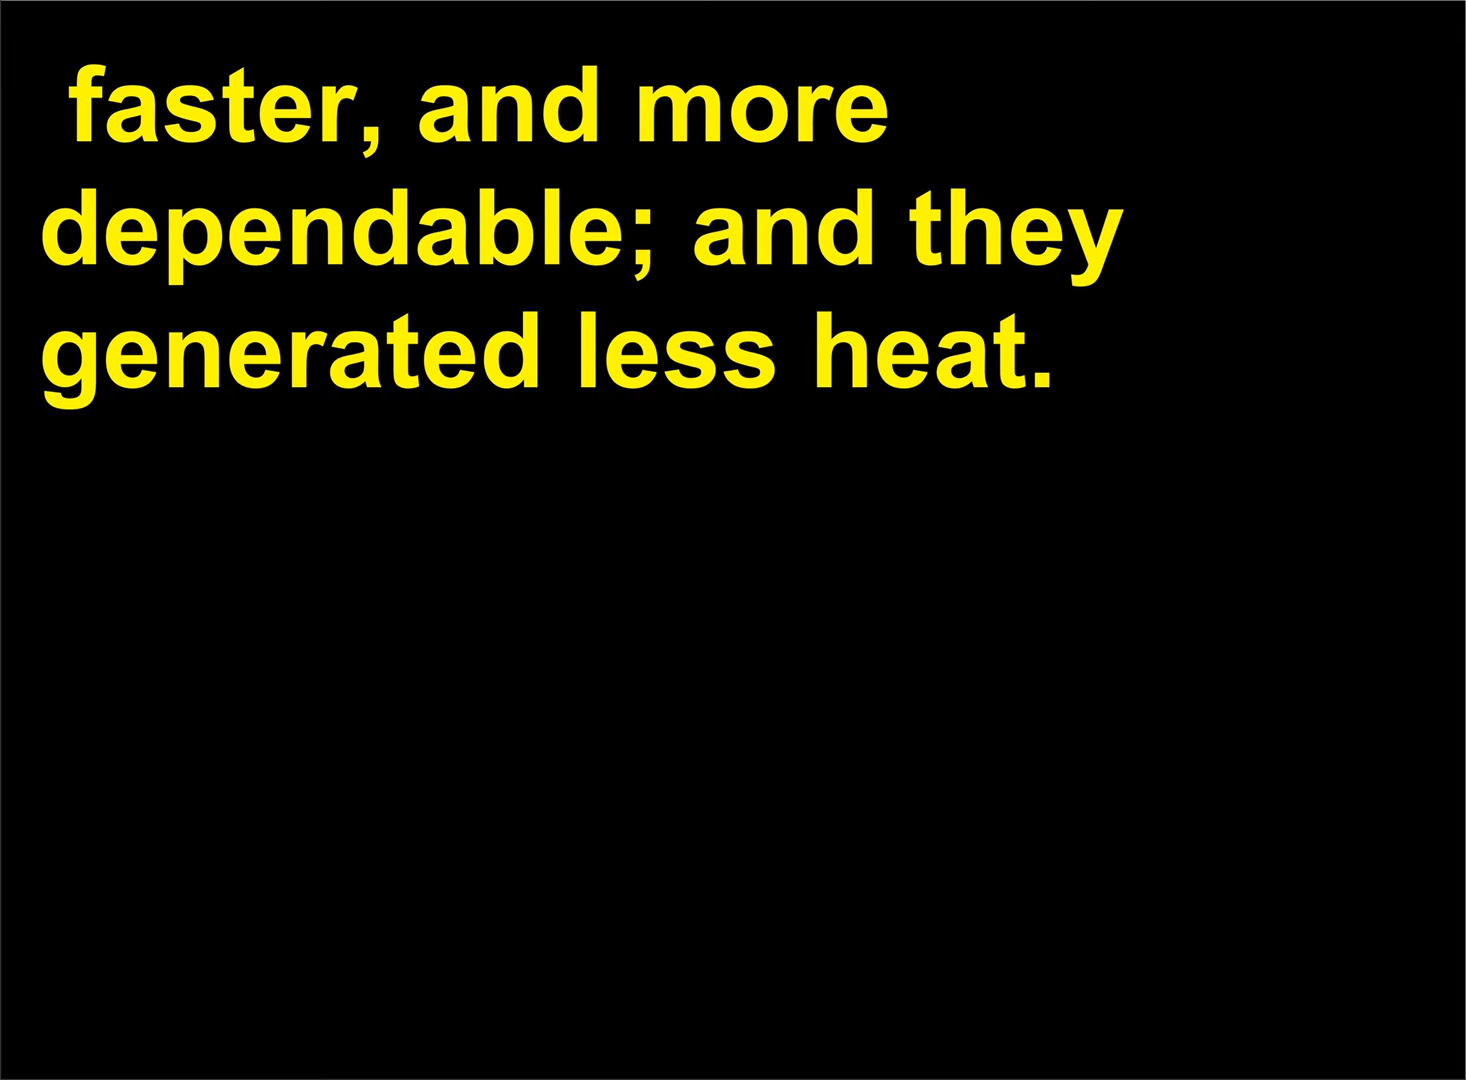 faster, and more
dependable; and they
generated less heat.